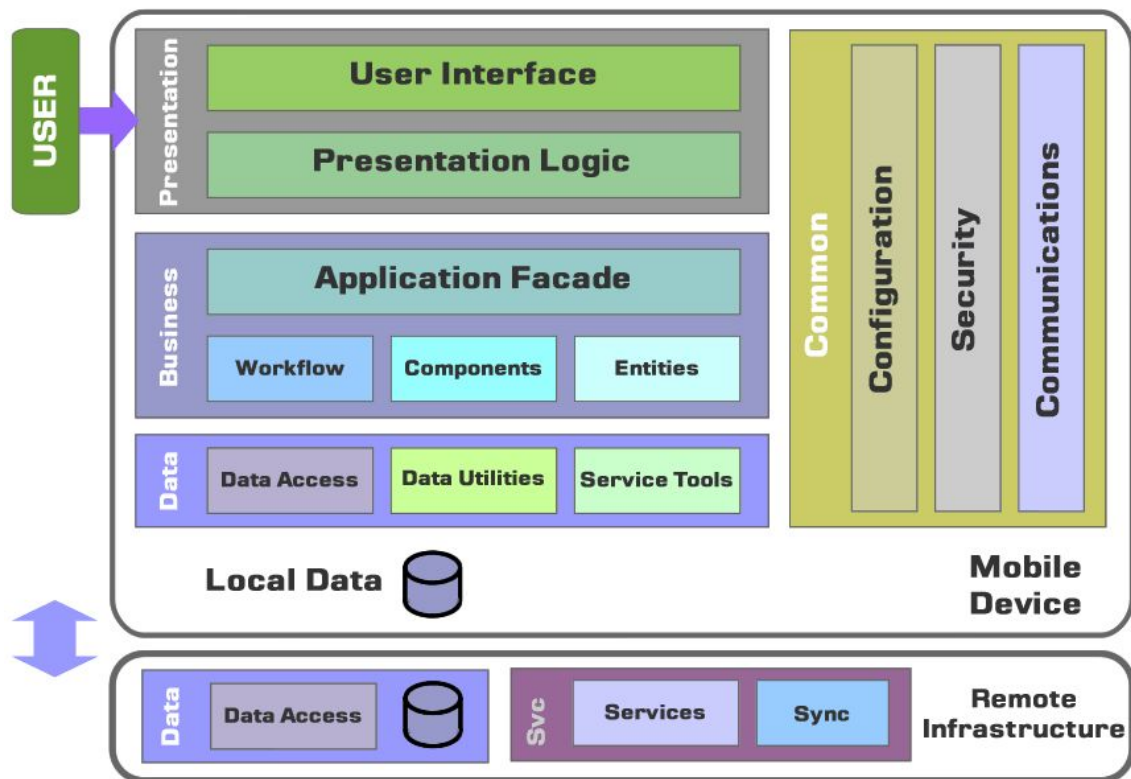 USER
Presentation
User Interface
Presentation Logic
Business
Application Facade
Workflow
Components
Entities
Data
Data Access
Data Utilities
Service Tools
Common
Configuration
Security
Communications
Local Data
Mobile
Device
Data
Data Access
Svc
Services
Sync
Remote
Infrastructure